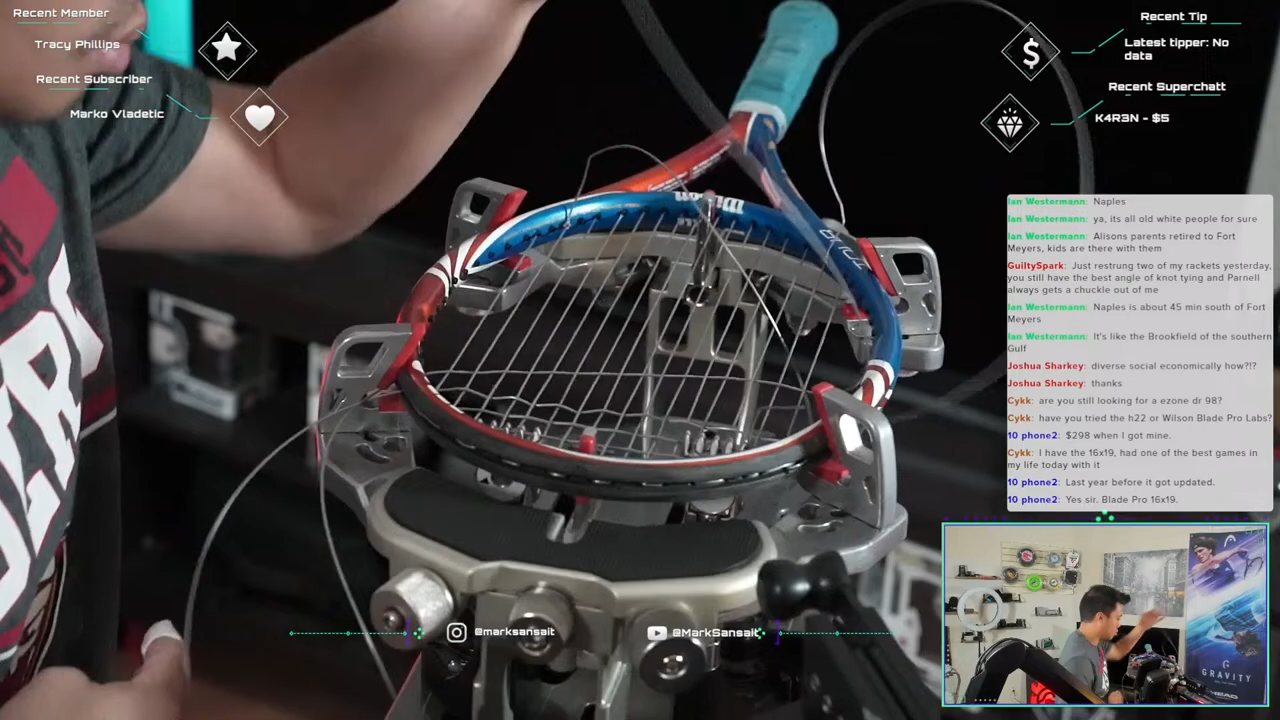 Recent Member
Tracy Phillips
Recent Subscriber
Marko Vladetic
Recent Tip
Latest tipper: No
data
Recent Superchatt
K4R3N - $5
Ian Westermann: Naples
Ian Westermann: ya, its all old white people for sure
Ian Westermann: Alisons parents retired to Fort
Meyers, kids are there with them
GuiltySpark: Just restrung two of my rackets yesterday,
you still have the best angle of knot tying and Parnell
always gets a chuckle out of me
Ian Westermann: Naples is about 45 min south of Fort
Meyers
Ian Westermann: It's like the Brookfield of the southern
Gulf
Joshua Sharkey: diverse social economically how?!?
Joshua Sharkey: thanks
Cykk: are you still looking for a ezone dr 98?
Cykk: have you tried the h22 or Wilson Blade Pro Labs?
10 phone2: $298 when I got mine.
Cykk: I have the 16x19, had one of the best games in
my life today with it
10 phone2: Last year before it got updated.
10 phone2: Yes sir. Blade Pro 16x19.
Wilson
@marksansait
@MarkSansait
GRAVITY
HEAD